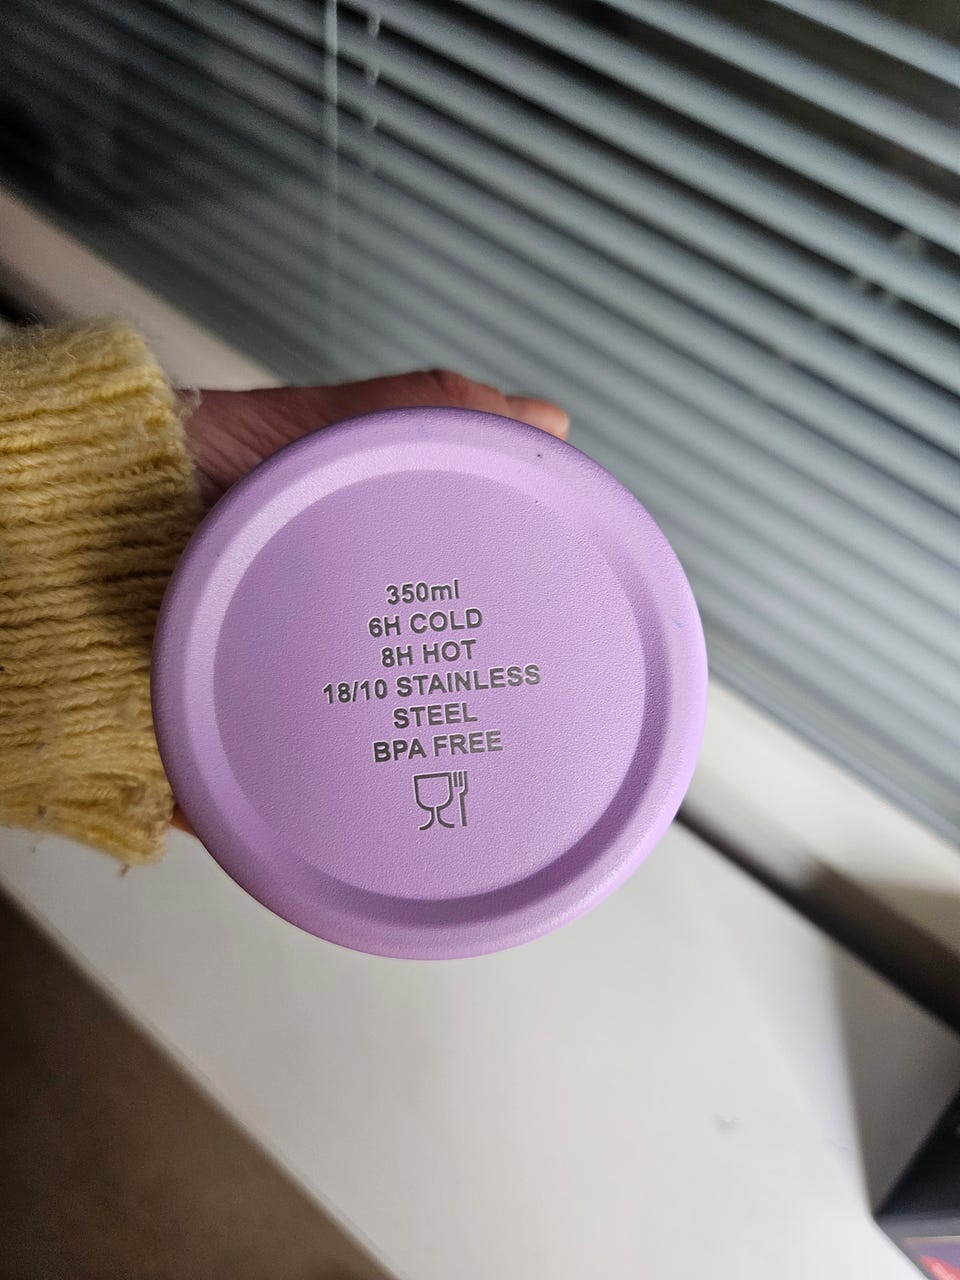 350ml
6H COLD
8H HOT
18/10 STAINLESS
STEEL
BPA FREE